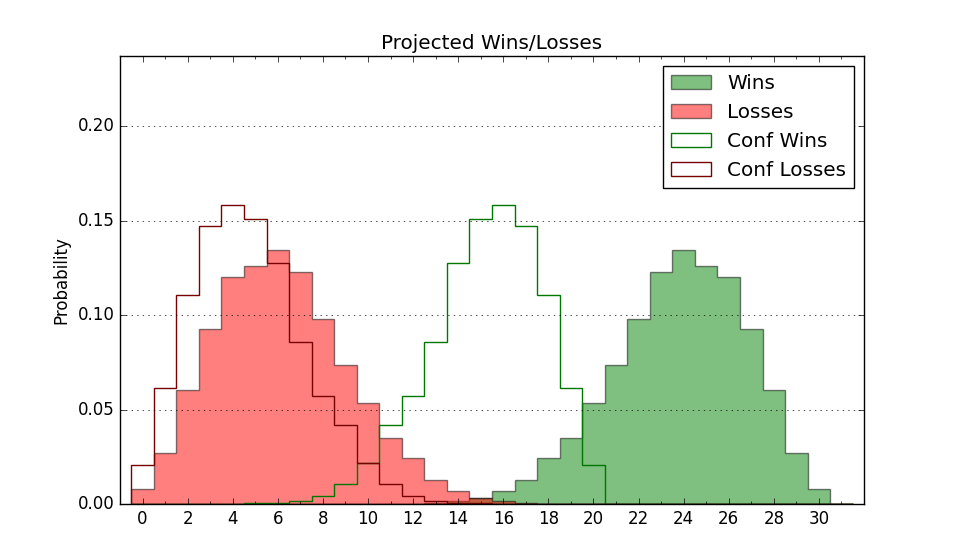 Projected Wins/Losses
Wins
Losses
Conf Wins
Conf Losses
Probability
0.20
0.15
0.10
0.05
0.00
0 2 4 6 8 10 12 14 16 18 20 22 24 26 28 30